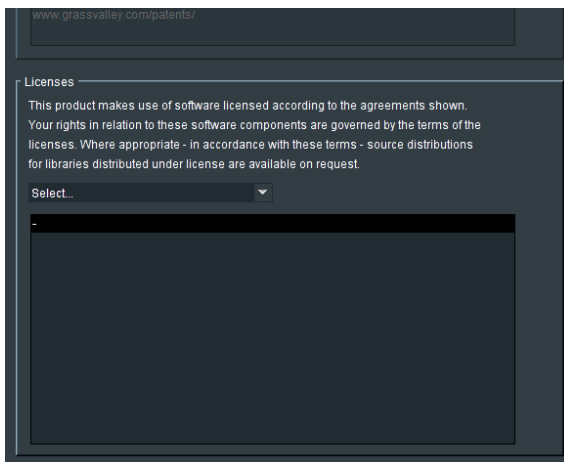 www.grassvalley.com/patents/
Licenses
This product makes use of software licensed according to the agreements shown.
Your rights in relation to these software components are governed by the terms of the
licenses. Where appropriate - in accordance with these terms - source distributions
for libraries distributed under license are available on request.
Select...
-